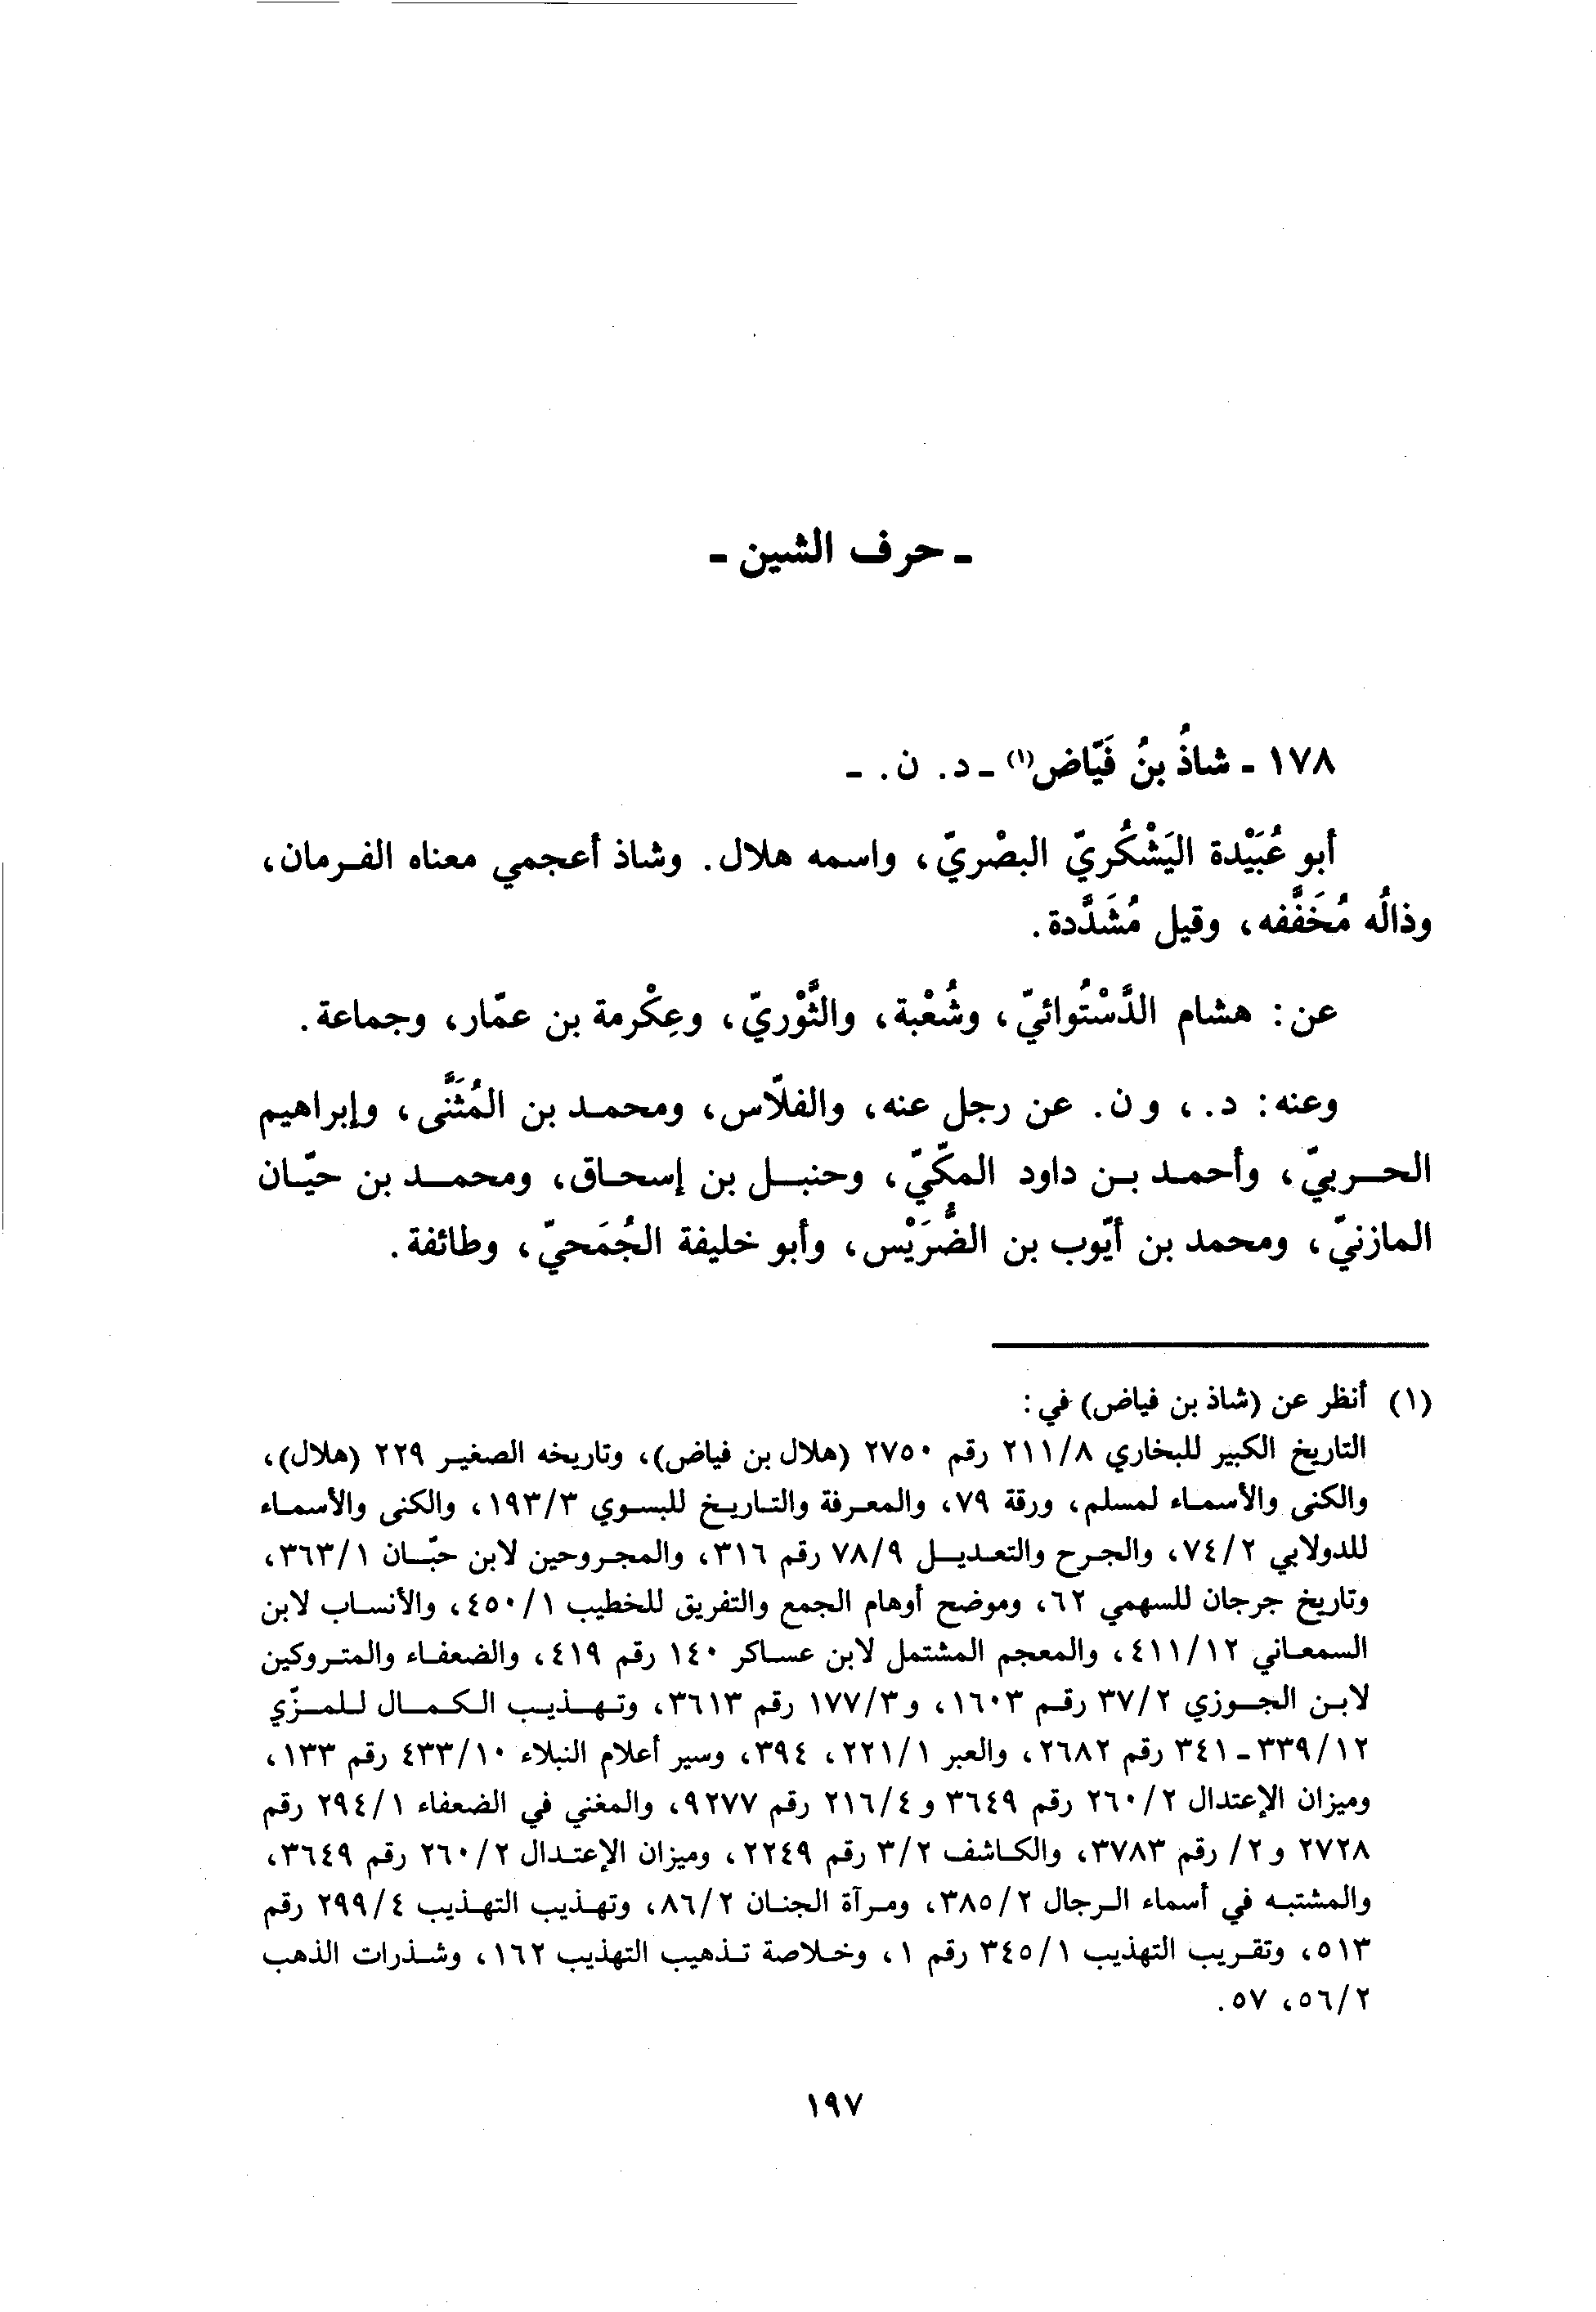 - حرف الشين -
١٧٨ - شاذُ بنُ فَيّاض(١) - د. ن. -
أبو عُبَيْدة اليَشْكُريّ البصْريّ، واسمه هلال. وشاذ أعجمي معناه الفرمان،
وذالُه مُخَفَّفه، وقيل مُشَدَّدة.
عن: هشام الدَّسْتُوائيّ، وشُعْبة، والثَّوْريّ، وعِكْرمة بن عمّار، وجماعة.
وعنه: د.، و ن. عن رجل عنه، والفلّاس، ومحمد بن المُثَنَّى، وإبراهيم
الحربيّ، وأحمد بن داود المكّيّ، وحنبل بن إسحاق، ومحمد بن حيّان
المازنيّ، ومحمد بن أيّوب بن الضُّرَيْس، وأبو خليفة الجُمَحيّ، وطائفة.
(١) أنظر عن (شاذ بن فياض) في:
التاريخ الكبير للبخاري ٢١١/٨ رقم ٢٧٥٠ (هلال بن فياض)، وتاريخه الصغير ٢٢٩ (هلال)،
والكنى والأسماء لمسلم، ورقة ٧٩، والمعرفة والتاريخ للبسوي ١٩٣/٣، والكنى والأسماء
للدولابي ٧٤/٢، والجرح والتعديل ٧٨/٩ رقم ٣١٦، والمجروحين لابن حبّان ٣٦٣/١،
وتاريخ جرجان للسهمي ٦٢، وموضح أوهام الجمع والتفريق للخطيب ٤٥٠/١، والأنساب لابن
السمعاني ٤١١/١٢، والمعجم المشتمل لابن عساكر ١٤٠ رقم ٤١٩، والضعفاء والمتروكين
لابن الجوزي ٣٧/٢ رقم ١٦٠٣، و١٧٧/٣ رقم ٣٦١٣، وتهذيب الكمال للمزّي
٣٣٩/١٢ - ٣٤١ رقم ٢٦٨٢، والعبر ٢٢١/١، ٣٩٤، وسير أعلام النبلاء ٤٣٣/١٠ رقم ١٣٣،
وميزان الإعتدال ٢٦٠/٢ رقم ٣٦٤٩ و ٢١٦/٤ رقم ٩٢٧٧، والمغني في الضعفاء ٢٩٤/١ رقم
٢٧٢٨ و ٢/ رقم ٣٧٨٣، والكاشف ٣/٢ رقم ٢٢٤٩، وميزان الإعتدال ٢٦٠/٢ رقم ٣٦٤٩،
والمشتبه في أسماء الرجال ٣٨٥/٢، ومرآة الجنان ٨٦/٢، وتهذيب التهذيب ٢٩٩/٤ رقم
٥١٣، وتقريب التهذيب ٣٤٥/١ رقم ١، وخلاصة تذهيب التهذيب ١٦٢، وشذرات الذهب
٥٦/٢، ٥٧.
١٩٧